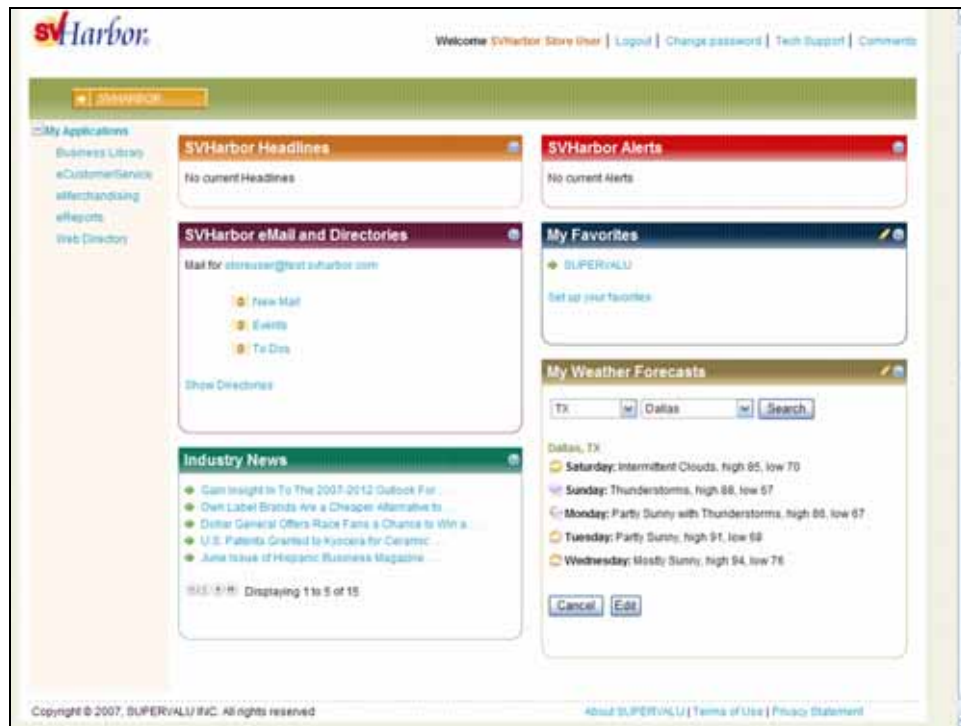 SVHarbor
Welcome SVHarbor Store User | Logout | Change password | Tech Support | Comments
SVHARBOR
My Applications
Business Library
eCustomerService
eMerchandising
eReports
Web Directory
SVHarbor Headlines
No current Headlines
SVHarbor Alerts
No current Alerts
SVHarbor eMail and Directories
Mail for storeuser@test.svharbor.com
0 New Mail
0 Events
0 To Dos
Show Directories
My Favorites
SUPERVALU
Set up your favorites
Industry News
Gain Insight In To The 2007-2012 Outlook For ...
Own Label Brands Are a Cheaper Alternative to ...
Dollar General Offers Race Fans a Chance to Win a ...
U.S. Patents Granted to Kyocera for Ceramic ...
June Issue of Hispanic Business Magazine ...
Displaying 1 to 5 of 15
My Weather Forecasts
TX Dallas Search
Dallas, TX
Saturday: Intermittent Clouds, high 85, low 70
Sunday: Thunderstorms, high 88, low 67
Monday: Partly Sunny with Thunderstorms, high 86, low 67
Tuesday: Partly Sunny, high 91, low 68
Wednesday: Mostly Sunny, high 94, low 76
Cancel Edit
Copyright © 2007, SUPERVALU INC. All rights reserved
About SUPERVALU | Terms of Use | Privacy Statement